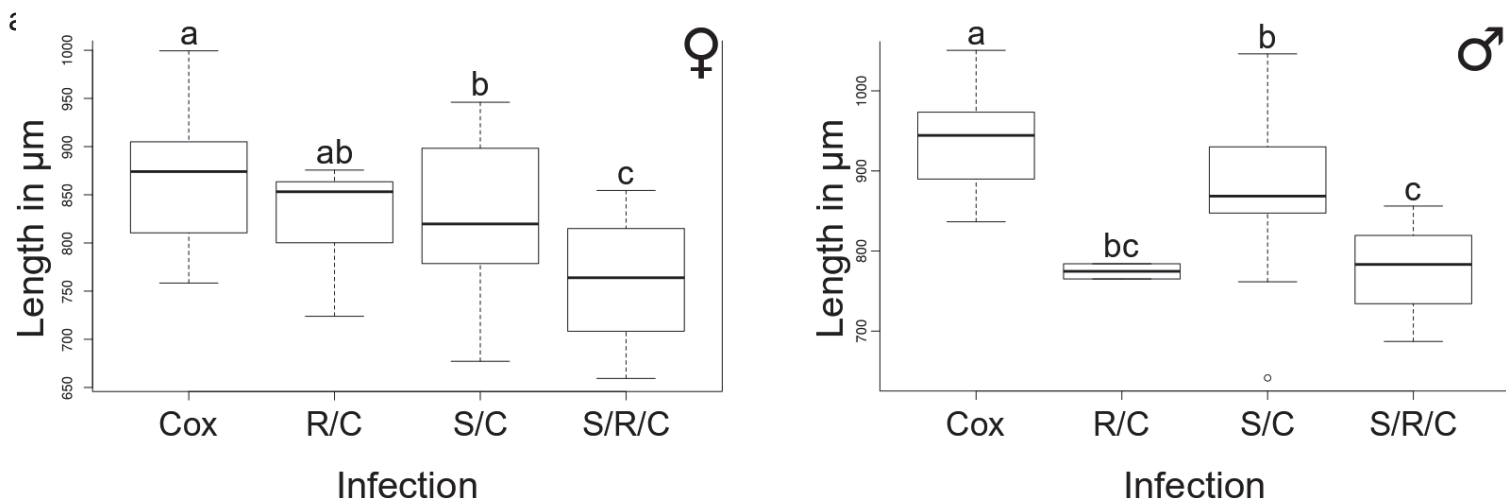 a
♀
Length in µm
1000
950
900
850
800
750
700
650
a
ab
b
c
Cox R/C S/C S/R/C
Infection
♂
Length in µm
1000
900
800
700
a
bc
b
c
Cox R/C S/C S/R/C
Infection